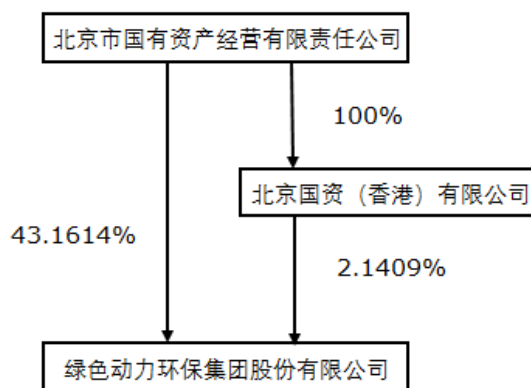 北京市国有资产经营有限责任公司
100%
北京国资（香港）有限公司
43.1614%
2.1409%
绿色动力环保集团股份有限公司